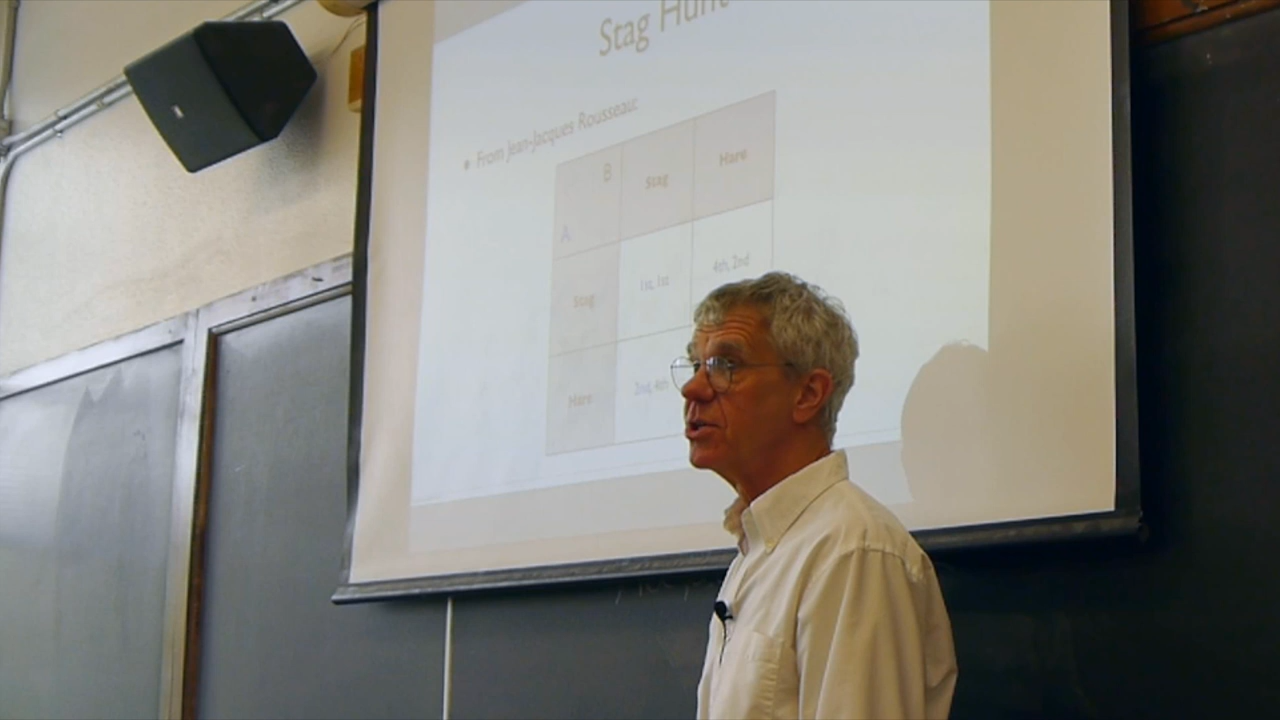 Stag Hunt
• From Jean-Jacques Rousseau:
B
Stag
Hare
A
Stag
1st, 1st
4th, 2nd
Hare
2nd, 4th